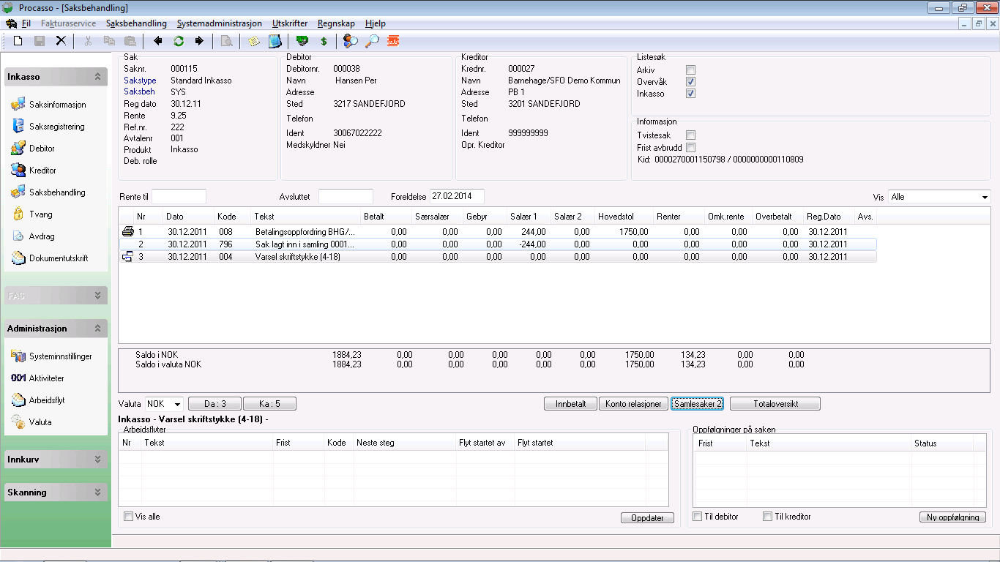 Procasso - [Saksbehandling]
Fil Fakturaservice Saksbehandling Systemadministrasjon Utskrifter Regnskap Hjelp
Inkasso
Saksinformasjon
Saksregistrering
Debitor
Kreditor
Saksbehandling
Tvang
Avdrag
Dokumentutskrift
FAS
Administrasjon
Systeminnstillinger
001 Aktiviteter
Arbeidsflyt
Valuta
Innkurv
Skanning
Sak
Saksnr. 000115
Sakstype Standard Inkasso
Saksbeh SYS
Reg dato 30.12.11
Rente 9.25
Ref.nr. 222
Avtalenr 001
Produkt Inkasso
Deb. rolle
Debitor
Debitornr. 000038
Navn Hansen Per
Adresse
Sted 3217 SANDEFJORD
Telefon
Ident 30067022222
Medskyldner Nei
Kreditor
Krednr. 000027
Navn Barnehage/SFO Demo Kommun
Adresse PB 1
Sted 3201 SANDEFJORD
Telefon
Ident 999999999
Opr. Kreditor
Listesøk
Arkiv
Overvåk
Inkasso
Informasjon
Tvistesak
Frist avbrudd
Kid: 0000270001150798 / 0000000000110809
Rente til Avsluttet Foreldelse 27.02.2014 Vis Alle
Nr Dato Kode Tekst Betalt Særsalær Gebyr Salær 1 Salær 2 Hovedstol Renter Omk.rente Overbetalt Reg.Dato Avs.
1 30.12.2011 008 Betalingsoppfordring BHG/... 0,00 0,00 0,00 244,00 0,00 1750,00 0,00 0,00 0,00 30.12.2011
2 30.12.2011 796 Sak lagt inn i samling 0001... 0,00 0,00 0,00 -244,00 0,00 0,00 0,00 0,00 0,00 30.12.2011
3 30.12.2011 004 Varsel skriftstykke (4-18) 0,00 0,00 0,00 0,00 0,00 0,00 0,00 0,00 0,00 30.12.2011
Saldo i NOK 1884,23 0,00 0,00 0,00 0,00 0,00 1750,00 134,23 0,00 0,00
Saldo i valuta NOK 1884,23 0,00 0,00 0,00 0,00 0,00 1750,00 134,23 0,00 0,00
Valuta NOK Da : 3 Ka : 5 Innbetalt Konto relasjoner Samlesaker 2 Totaloversikt
Inkasso - Varsel skriftstykke (4-18) -
Arbeidsflyter
Nr Tekst Frist Kode Neste steg Flyt startet av Flyt startet
Vis alle Oppdater
Oppfølgninger på saken
Frist Tekst Status
Til debitor Til kreditor Ny oppfølgning